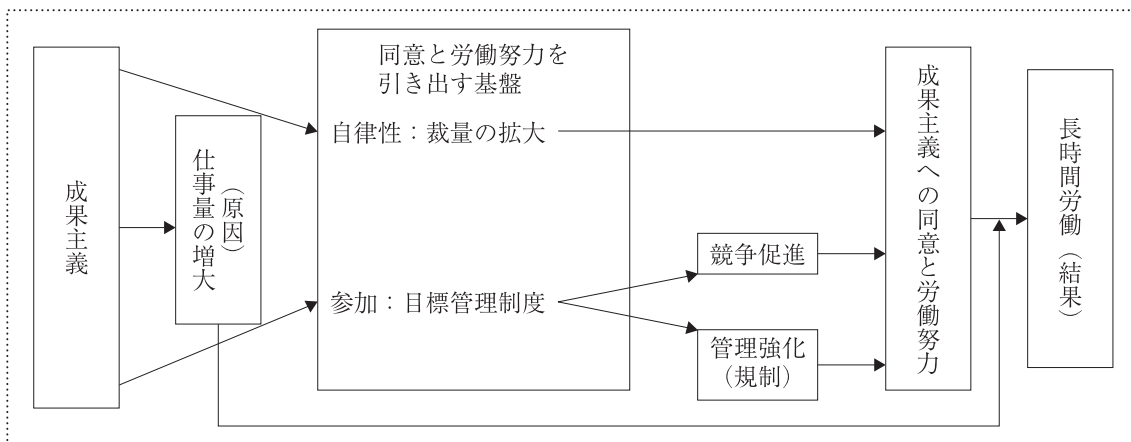 成果主義
(原因)
仕事量の増大
同意と労働努力を
引き出す基盤
自律性：裁量の拡大
参加：目標管理制度
競争促進
管理強化
（規制）
成果主義への同意と労働努力
長時間労働（結果）